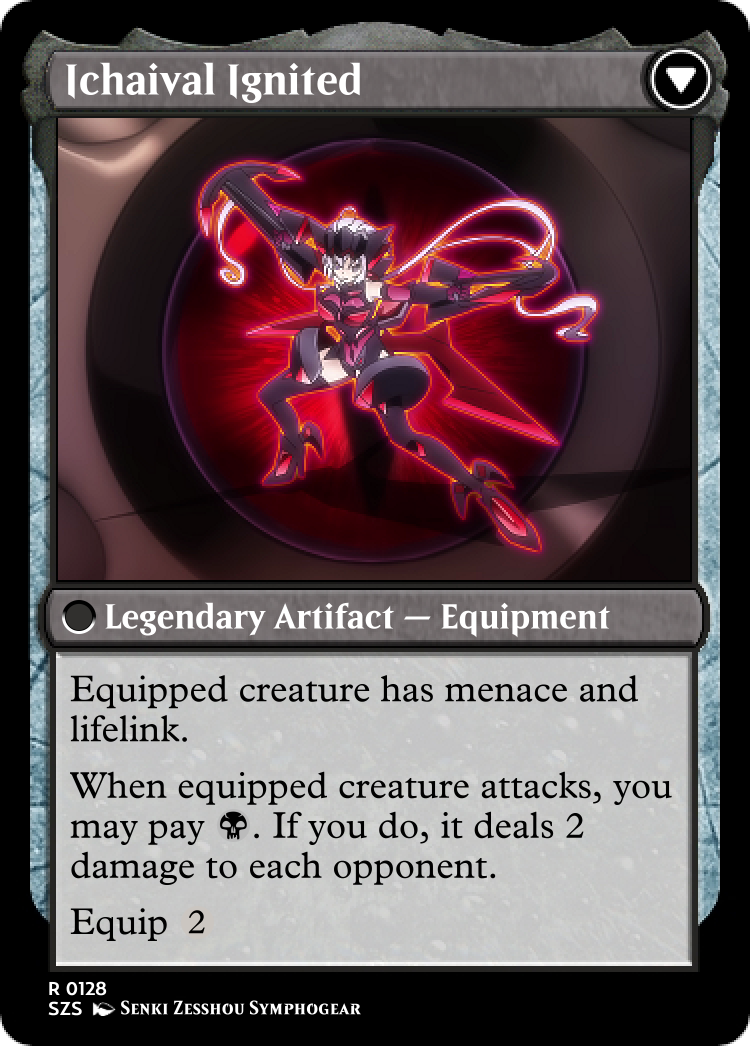 Ichaival Ignited
Legendary Artifact — Equipment
Equipped creature has menace and
lifelink.
When equipped creature attacks, you
may pay . If you do, it deals 2
damage to each opponent.
Equip 2
R 0128
SZS Senki Zesshou Symphogear